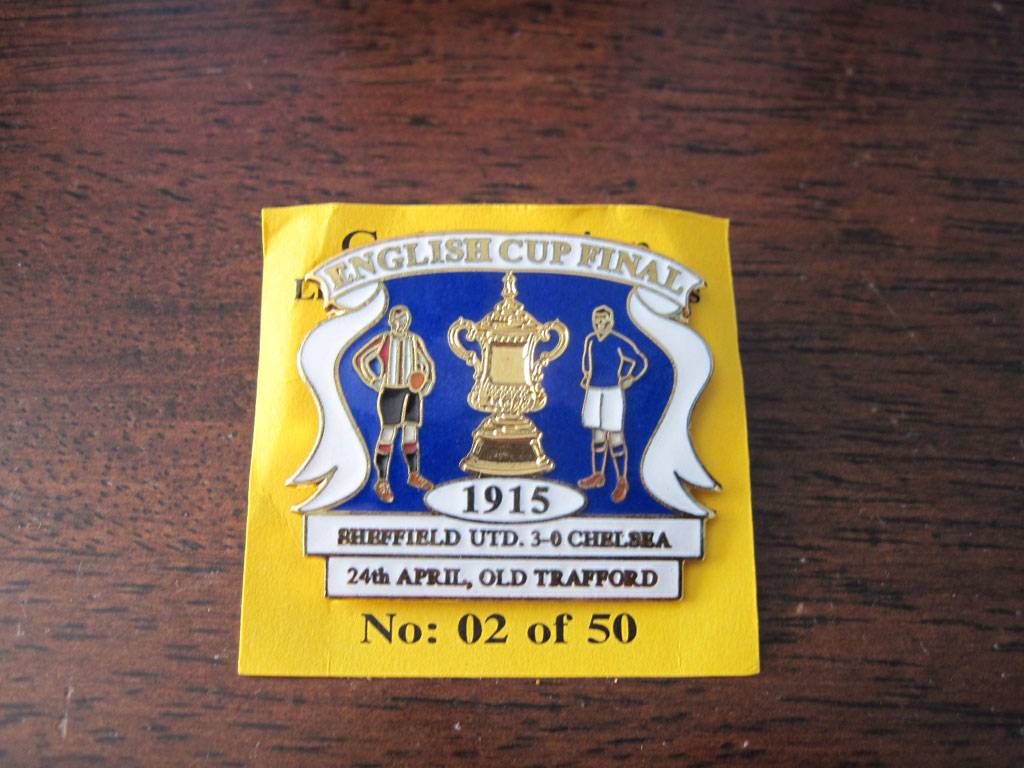 ENGLISH CUP FINAL
1915
SHEFFIELD UTD. 3-0 CHELSEA
24th APRIL, OLD TRAFFORD
No: 02 of 50